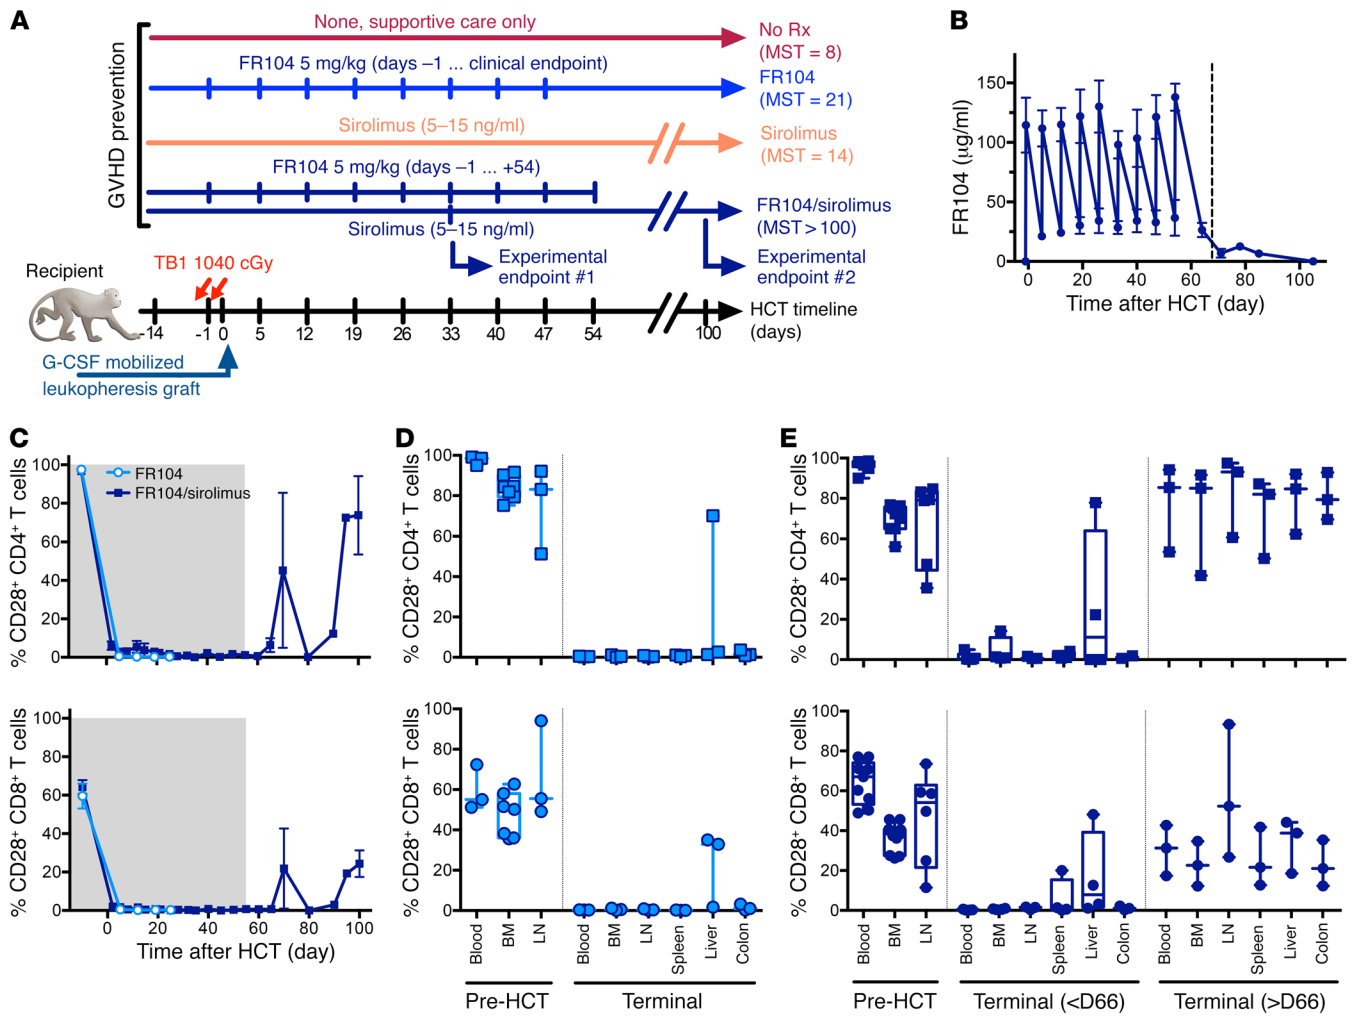 A
GVHD prevention
None, supportive care only
No Rx
(MST = 8)
FR104 5 mg/kg (days –1 ... clinical endpoint)
FR104
(MST = 21)
Sirolimus (5–15 ng/ml)
Sirolimus
(MST = 14)
FR104 5 mg/kg (days –1 ... +54)
FR104/sirolimus
(MST > 100)
Sirolimus (5–15 ng/ml)
Experimental
endpoint #1
Experimental
endpoint #2
Recipient
TB1 1040 cGy
HCT timeline
(days)
-14 -1 0 5 12 19 26 33 40 47 54 100
G-CSF mobilized
leukopheresis graft
B
FR104 (µg/ml)
150
100
50
0
0 20 40 60 80 100
Time after HCT (day)
C
% CD28+ CD4+ T cells
100
80
60
40
20
0
FR104
FR104/sirolimus
% CD28+ CD8+ T cells
100
80
60
40
20
0
0 20 40 60 80 100
Time after HCT (day)
D
% CD28+ CD4+ T cells
100
80
60
40
20
0
% CD28+ CD8+ T cells
100
80
60
40
20
0
Blood BM LN Blood BM LN Spleen Liver Colon
Pre-HCT Terminal
E
% CD28+ CD4+ T cells
100
80
60
40
20
0
% CD28+ CD8+ T cells
100
80
60
40
20
0
Blood BM LN Blood BM LN Spleen Liver Colon Blood BM LN Spleen Liver Colon
Pre-HCT Terminal (<D66) Terminal (>D66)